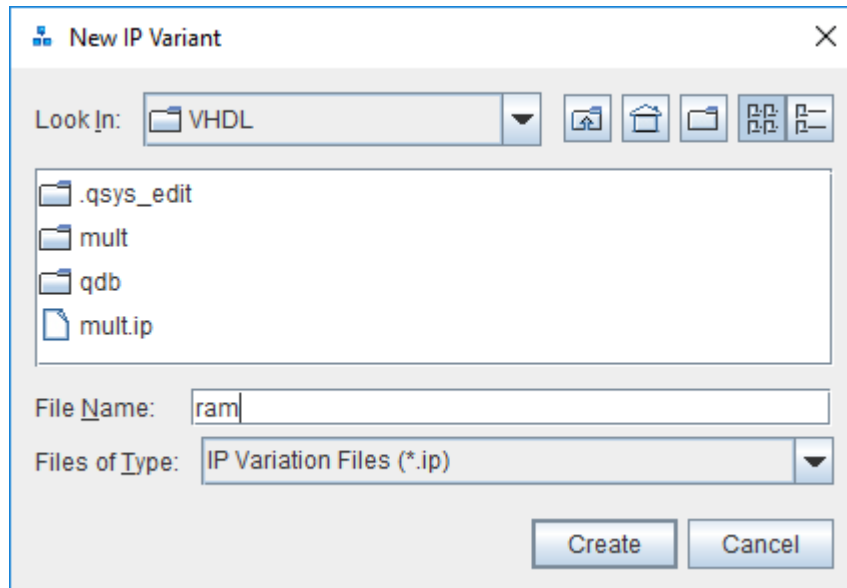 New IP Variant
Look In: VHDL
.qsys_edit
mult
qdb
mult.ip
File Name: ram
Files of Type: IP Variation Files (*.ip)
Create Cancel